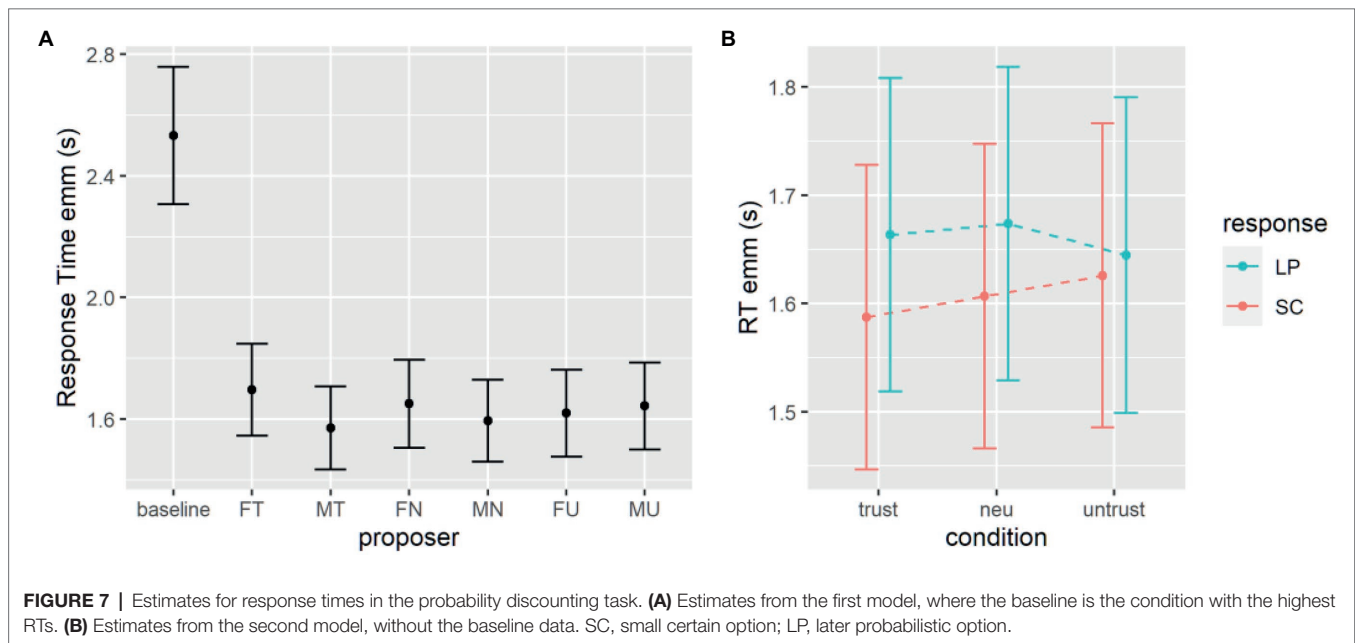 A
B
2.8
2.4
2.0
1.6
Response Time emm (s)
baseline FT MT FN MN FU MU
proposer
1.8
1.7
1.6
1.5
RT emm (s)
trust neu untrust
condition
response
LP
SC
FIGURE 7 | Estimates for response times in the probability discounting task. (A) Estimates from the first model, where the baseline is the condition with the highest
RTs. (B) Estimates from the second model, without the baseline data. SC, small certain option; LP, later probabilistic option.